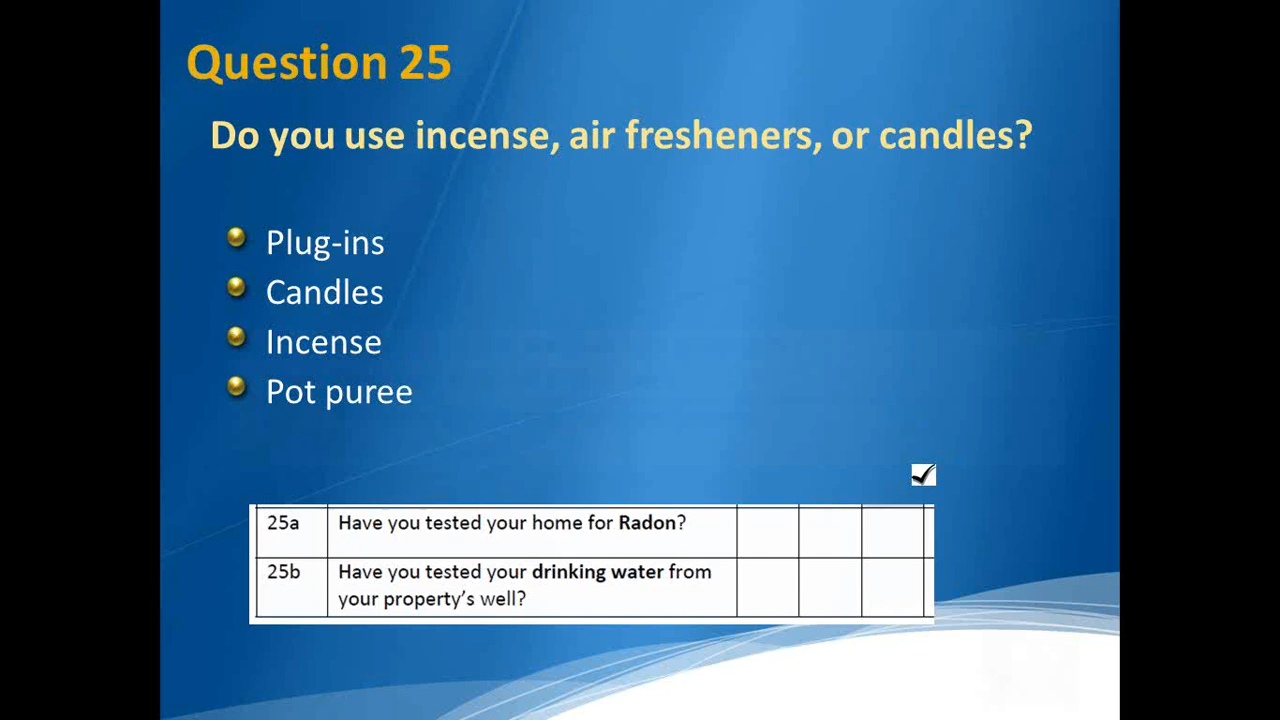 Question 25
Do you use incense, air fresheners, or candles?
Plug-ins
Candles
Incense
Pot puree
25a Have you tested your home for Radon?
25b Have you tested your drinking water from
your property's well?